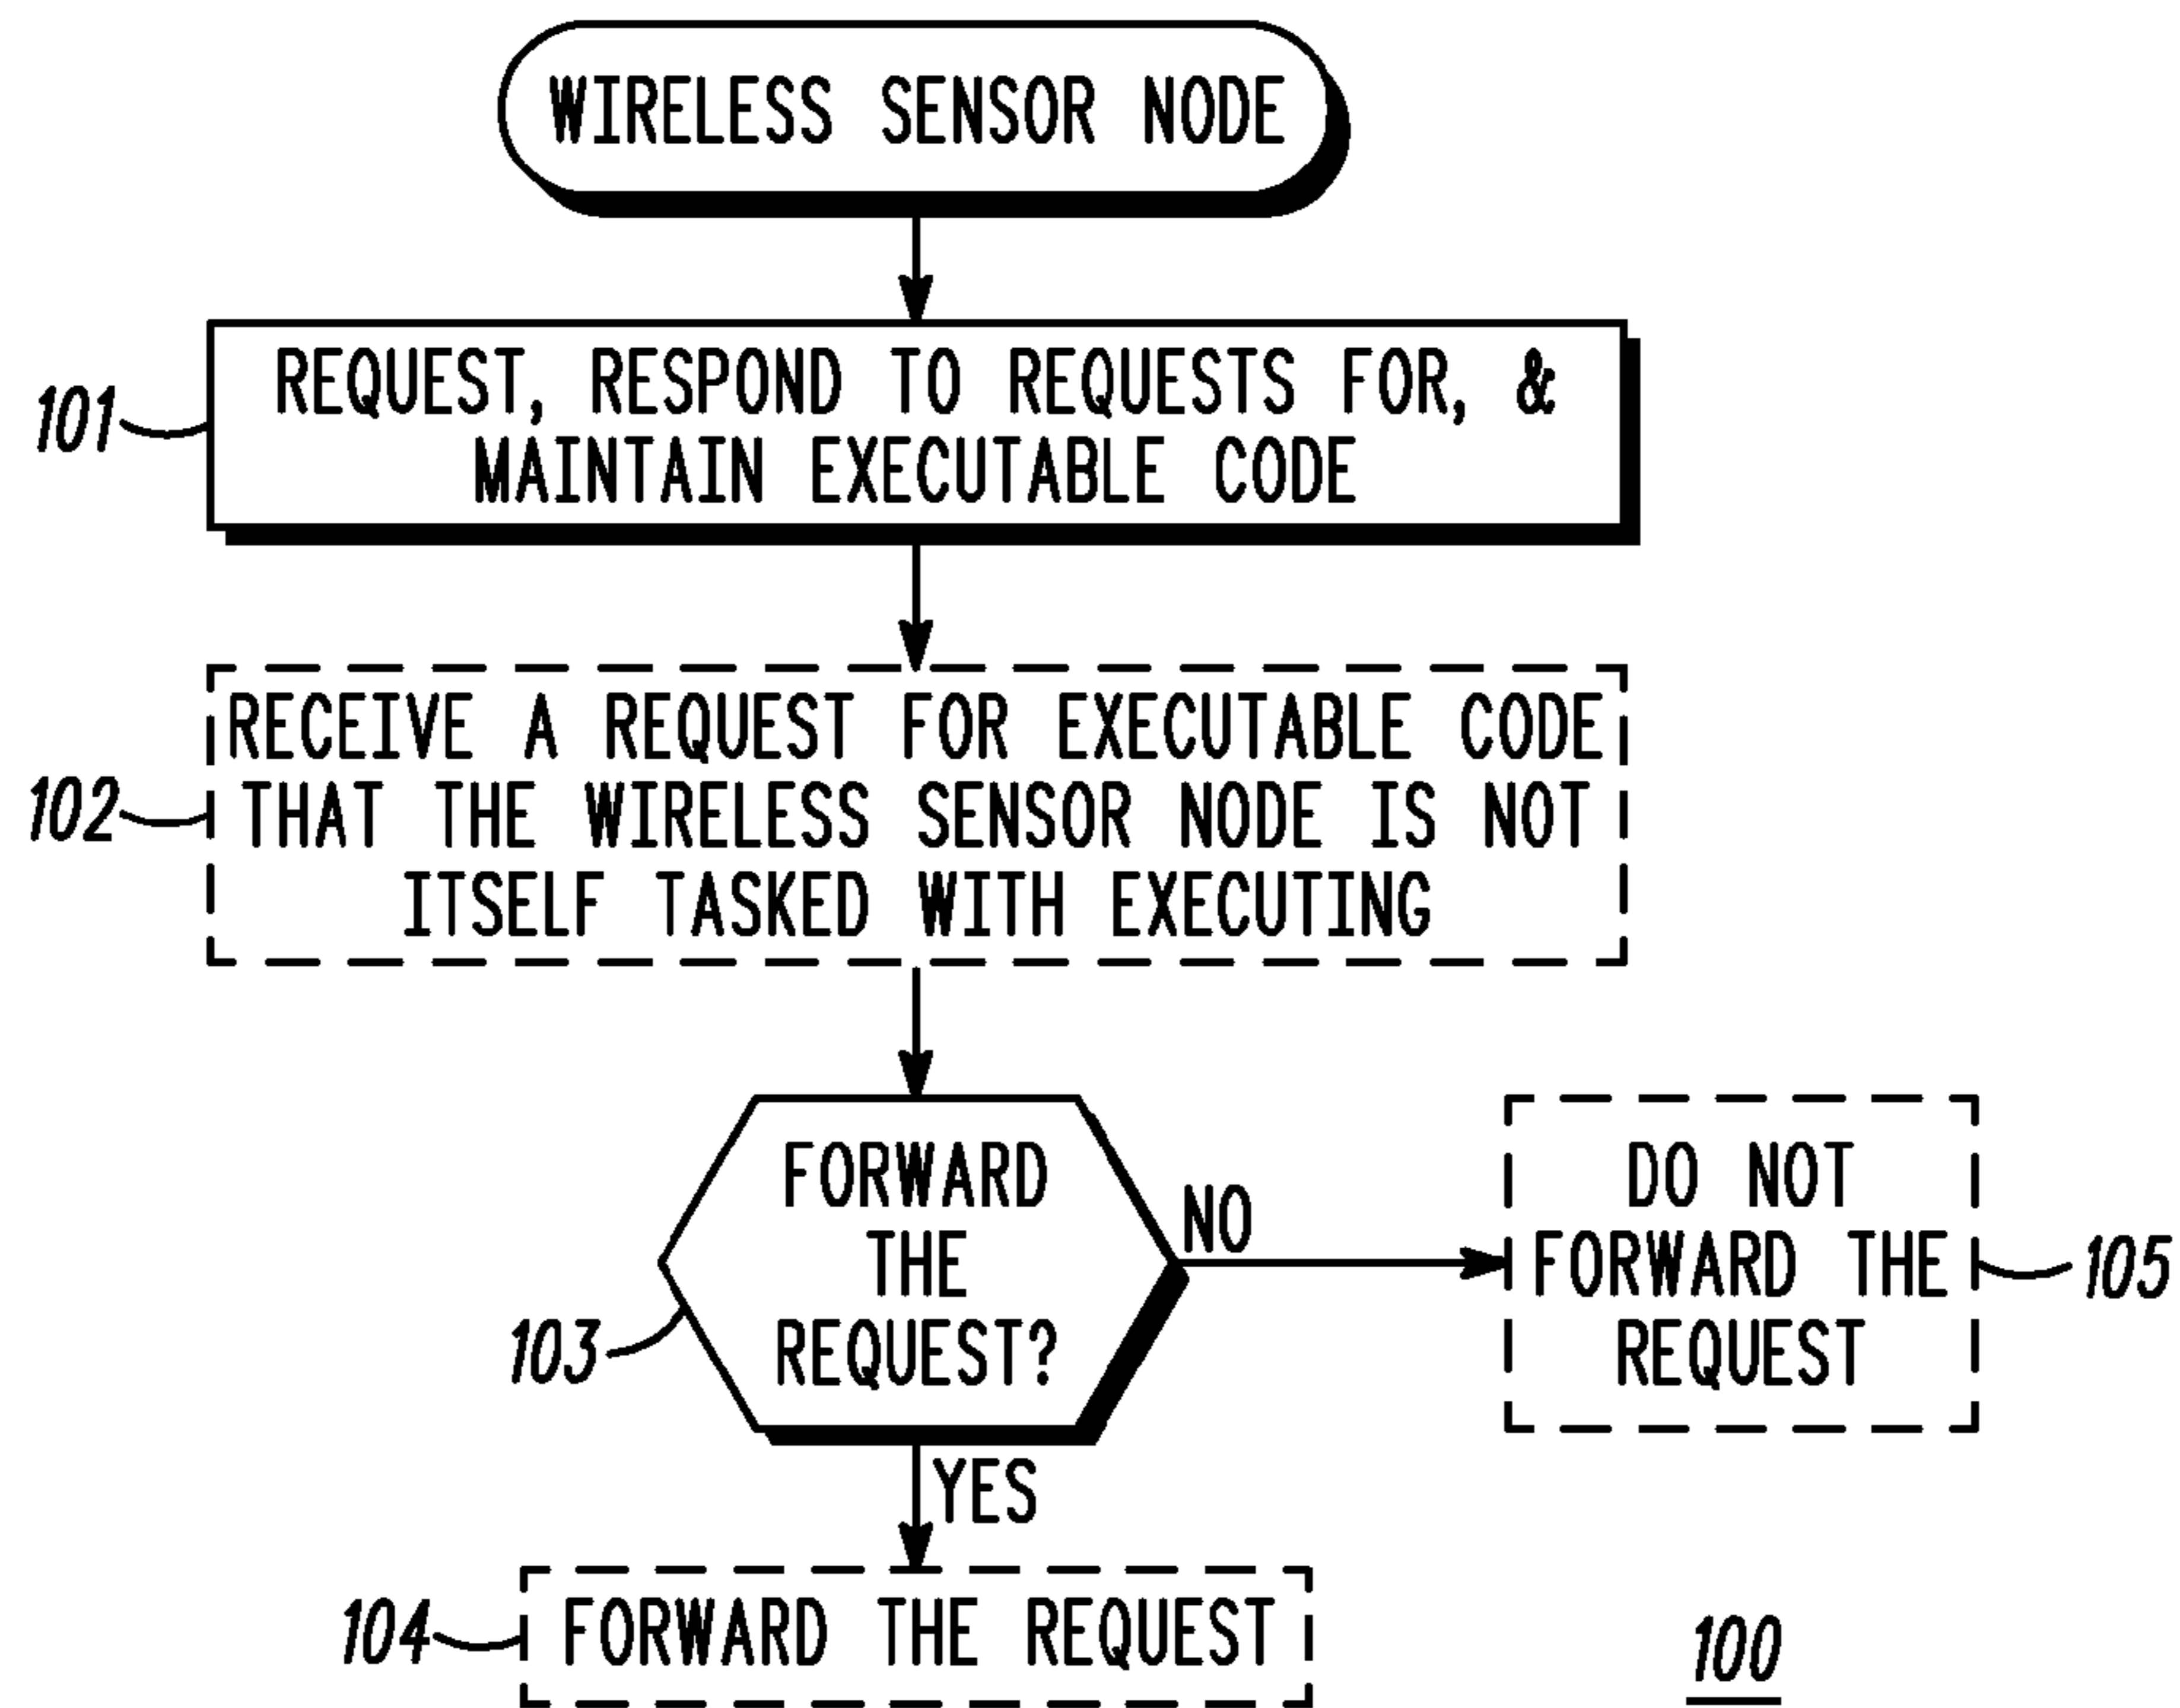 WIRELESS SENSOR NODE
101
REQUEST, RESPOND TO REQUESTS FOR, &
MAINTAIN EXECUTABLE CODE
102
RECEIVE A REQUEST FOR EXECUTABLE CODE
THAT THE WIRELESS SENSOR NODE IS NOT
ITSELF TASKED WITH EXECUTING
103
FORWARD
THE
REQUEST?
NO
DO NOT
FORWARD THE
REQUEST
105
YES
104
FORWARD THE REQUEST
100